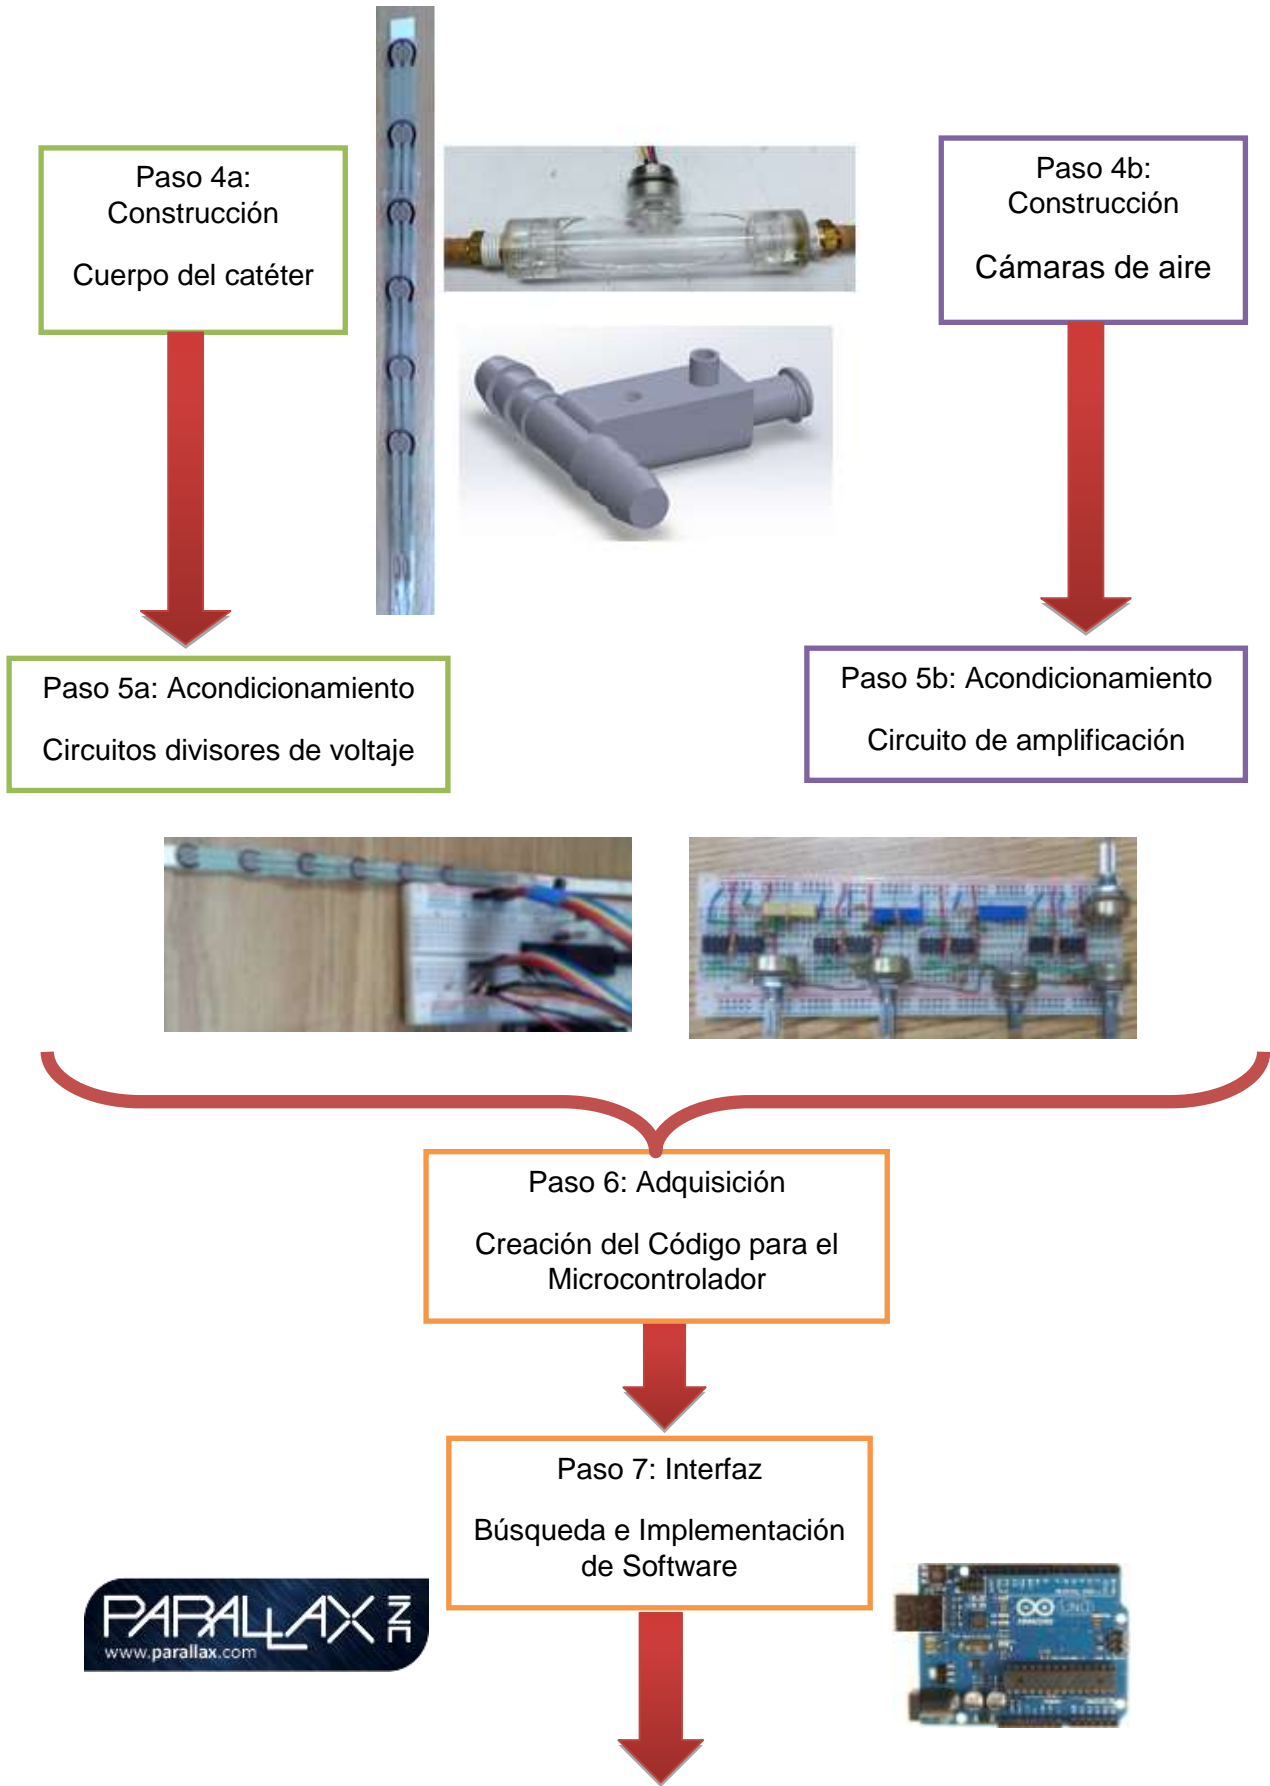 Paso 4a:
Construcción
Cuerpo del catéter
Paso 4b:
Construcción
Cámaras de aire
Paso 5a: Acondicionamiento
Circuitos divisores de voltaje
Paso 5b: Acondicionamiento
Circuito de amplificación
Paso 6: Adquisición
Creación del Código para el
Microcontrolador
Paso 7: Interfaz
Búsqueda e Implementación
de Software
PARALLAX INC
www.parallax.com
UNO